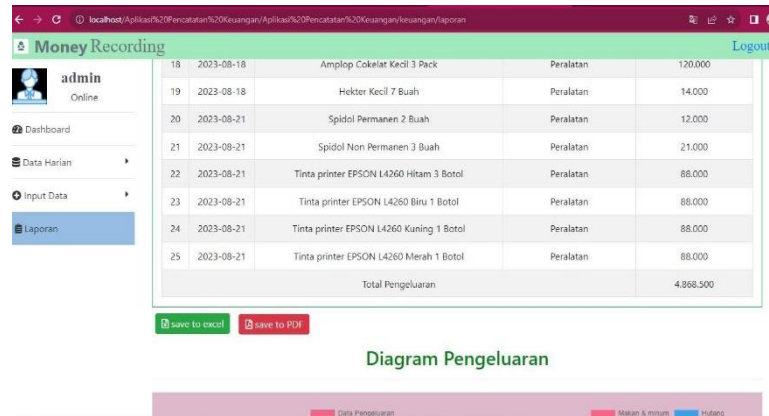 localhost/Aplikasi%20Pencatatan%20Keuangan/Aplikasi%20Pencatatan%20Keuangan/keuangan/laporan
Money Recording
Logout
admin
Online
Dashboard
Data Harian
Input Data
Laporan
18 2023-08-18 Amplop Cokelat Kecil 3 Pack Peralatan 120.000
19 2023-08-18 Hekter Kecil 7 Buah Peralatan 14.000
20 2023-08-21 Spidol Permanen 2 Buah Peralatan 12.000
21 2023-08-21 Spidol Non Permanen 3 Buah Peralatan 21.000
22 2023-08-21 Tinta printer EPSON L4260 Hitam 3 Botol Peralatan 88.000
23 2023-08-21 Tinta printer EPSON L4260 Biru 1 Botol Peralatan 88.000
24 2023-08-21 Tinta printer EPSON L4260 Kuning 1 Botol Peralatan 88.000
25 2023-08-21 Tinta printer EPSON L4260 Merah 1 Botol Peralatan 88.000
Total Pengeluaran 4.868.500
save to excel save to PDF
Diagram Pengeluaran
Data Pengeluaran Makan & minum Hutang